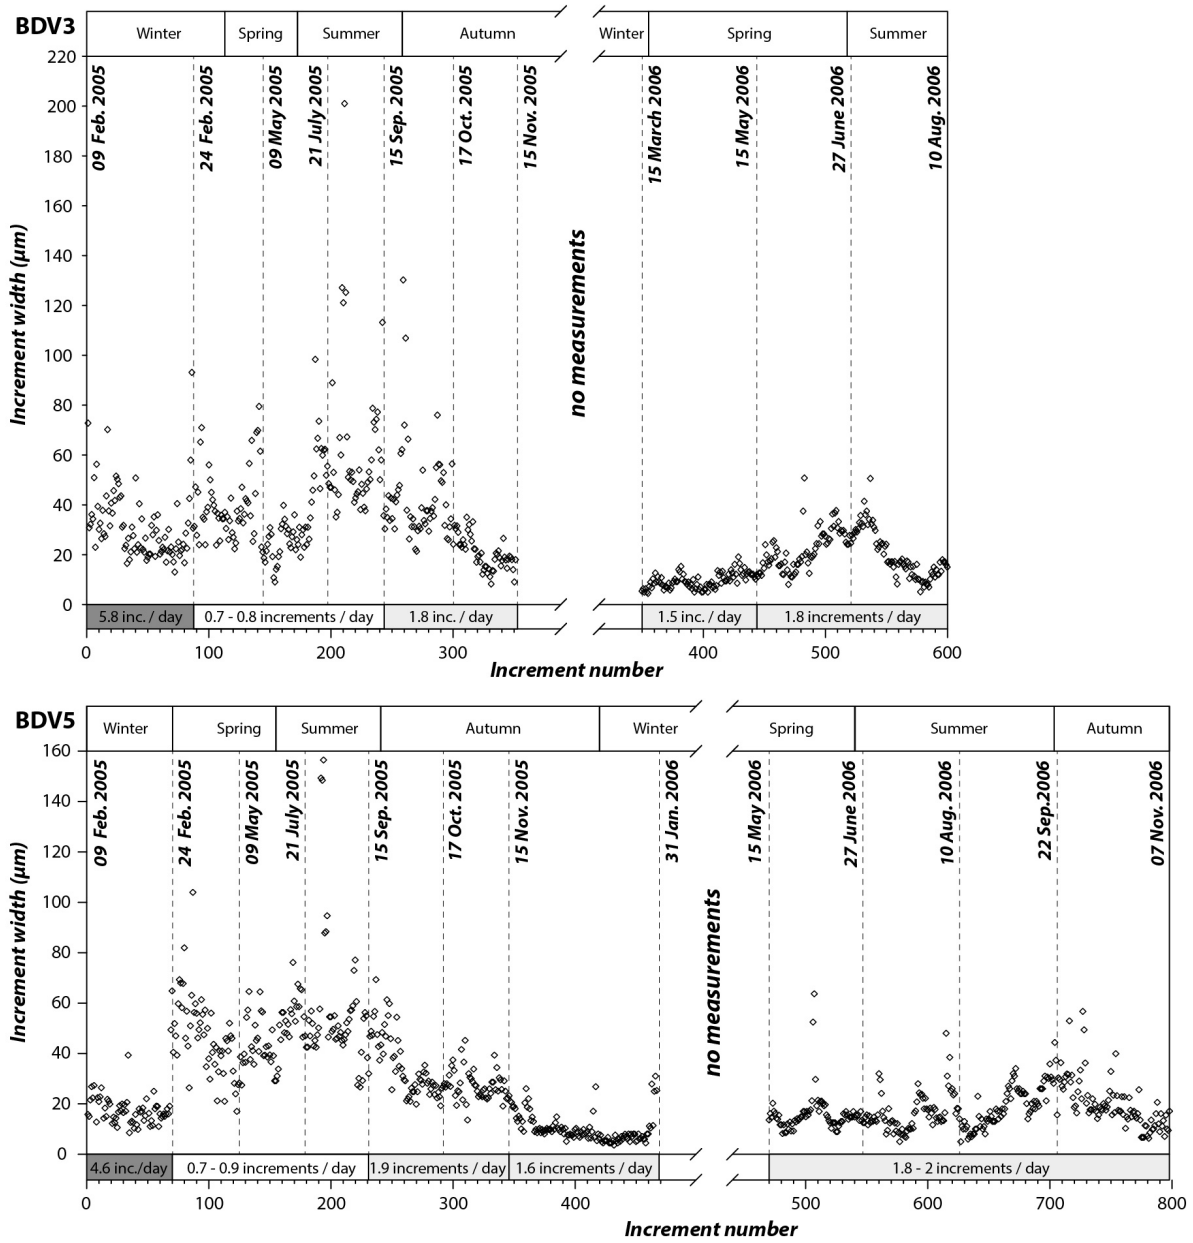 BDV3
Winter Spring Summer Autumn Winter Spring Summer
220
200
180
160
140
120
100
80
60
40
20
0
Increment width (μm)
09 Feb. 2005
24 Feb. 2005
09 May 2005
21 July 2005
15 Sep. 2005
17 Oct. 2005
15 Nov. 2005
no measurements
15 March 2006
15 May 2006
27 June 2006
10 Aug. 2006
5.8 inc. / day 0.7 - 0.8 increments / day 1.8 inc. / day 1.5 inc. / day 1.8 increments / day
0 100 200 300 400 500 600
Increment number
BDV5
Winter Spring Summer Autumn Winter Spring Summer Autumn
160
140
120
100
80
60
40
20
0
Increment width (μm)
09 Feb. 2005
24 Feb. 2005
09 May 2005
21 July 2005
15 Sep. 2005
17 Oct. 2005
15 Nov. 2005
31 Jan. 2006
no measurements
15 May 2006
27 June 2006
10 Aug. 2006
22 Sep.2006
07 Nov. 2006
4.6 inc./day 0.7 - 0.9 increments / day 1.9 increments / day 1.6 increments / day 1.8 - 2 increments / day
0 100 200 300 400 500 600 700 800
Increment number